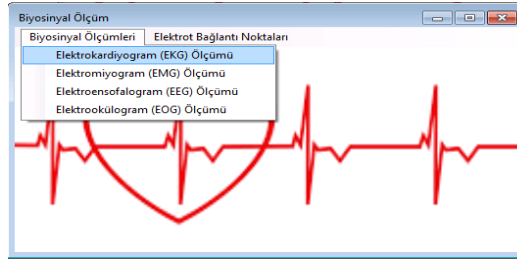 Biyosinyal Ölçüm
Biyosinyal Ölçümleri Elektrot Bağlantı Noktaları
Elektrokardiyogram (EKG) Ölçümü
Elektromiyogram (EMG) Ölçümü
Elektroensofalogram (EEG) Ölçümü
Elektrookülogram (EOG) Ölçümü